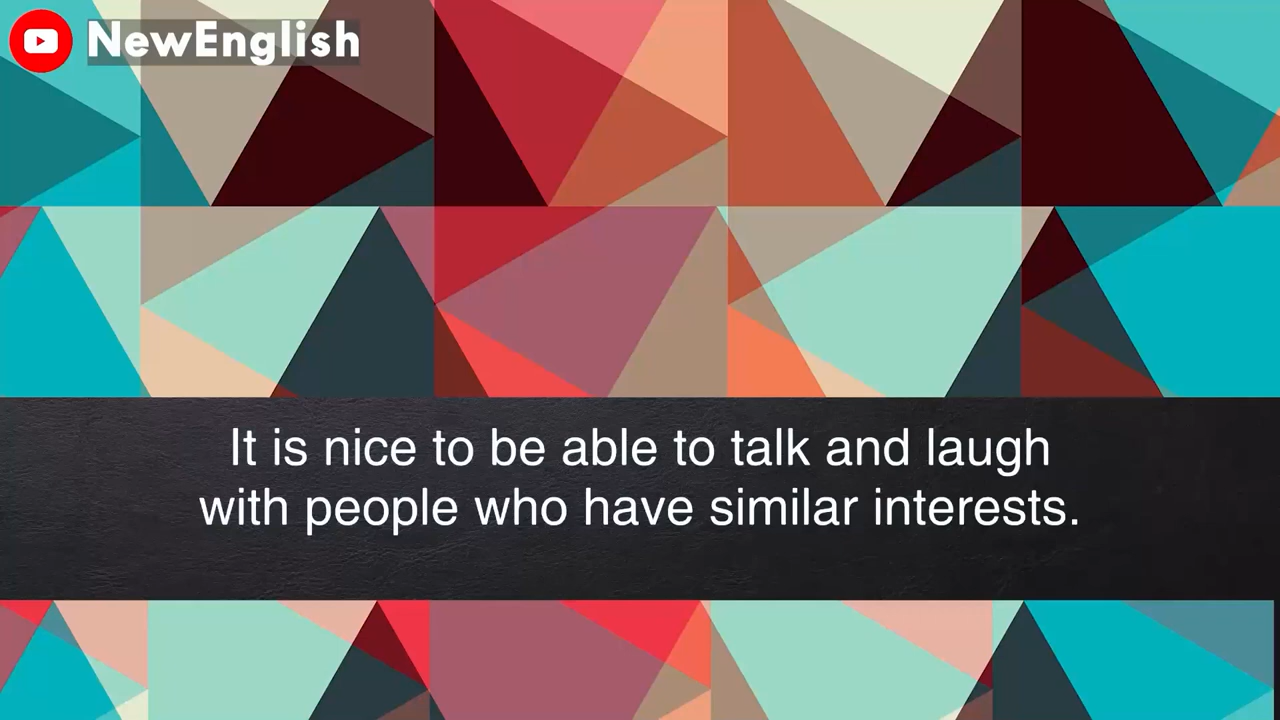 NewEnglish
It is nice to be able to talk and laugh
with people who have similar interests.